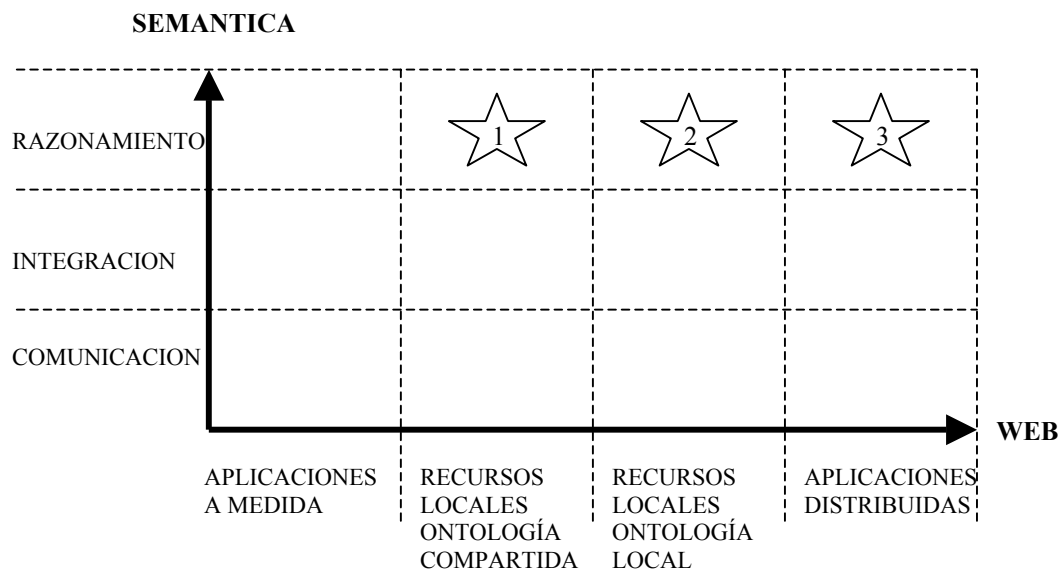 SEMANTICA
RAZONAMIENTO
1
2
3
INTEGRACION
COMUNICACION
WEB
APLICACIONES
A MEDIDA
RECURSOS
LOCALES
ONTOLOGÍA
COMPARTIDA
RECURSOS
LOCALES
ONTOLOGÍA
LOCAL
APLICACIONES
DISTRIBUIDAS